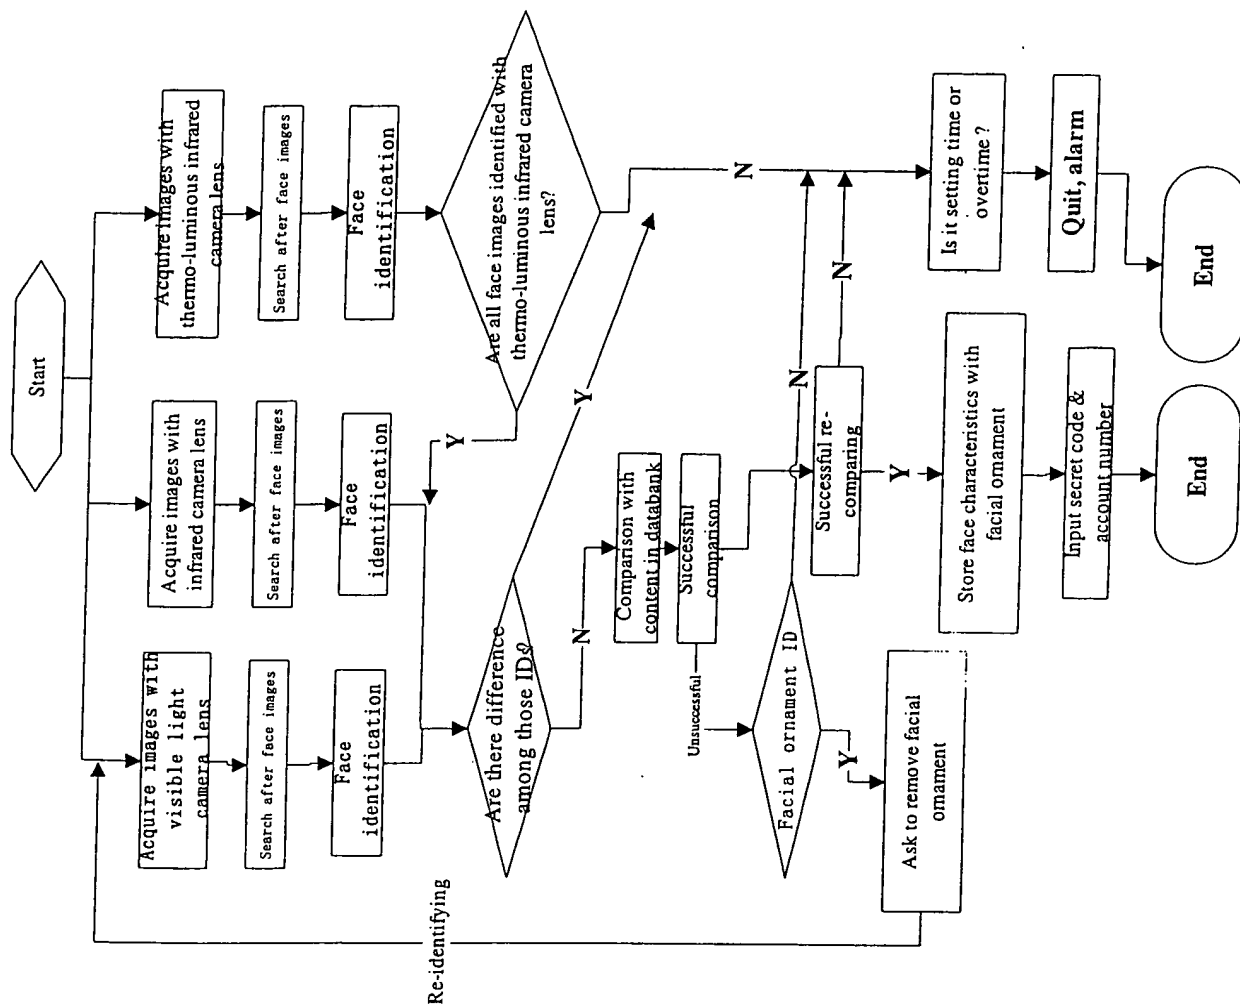 Start
Acquire images with
visible light
camera lens
Search after face images
Face
identification
Acquire images with
infrared camera lens
Search after face images
Face
identification
Acquire images with
thermo-luminous infrared
camera lens
Search after face images
Face
identification
Are all face images identified with
thermo-luminous infrared camera
lens?
Y
N
Are there difference
among those IDs?
Y
N
Comparison with
content in databank
Successful
comparison
Unsuccessful
Facial ornament ID
N
Y
Ask to remove facial
ornament
Re-identifying
Successful re-
comparing
N
Y
Store face characteristics with
facial ornament
Input secret code &
account number
End
Is it setting time or
overtime ?
Quit, alarm
End